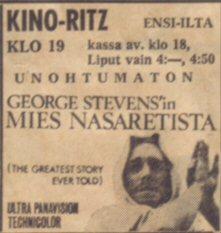 KINO-RITZ ENSI-ILTA
KLO 19 kassa av. klo 18,
Liput vain 4:—, 4:50
UNOHTUMATON
GEORGE STEVENS'in
MIES NASARETISTA
(THE GREATEST STORY
EVER TOLD)
ULTRA PANAVISION
TECHNICOLOR